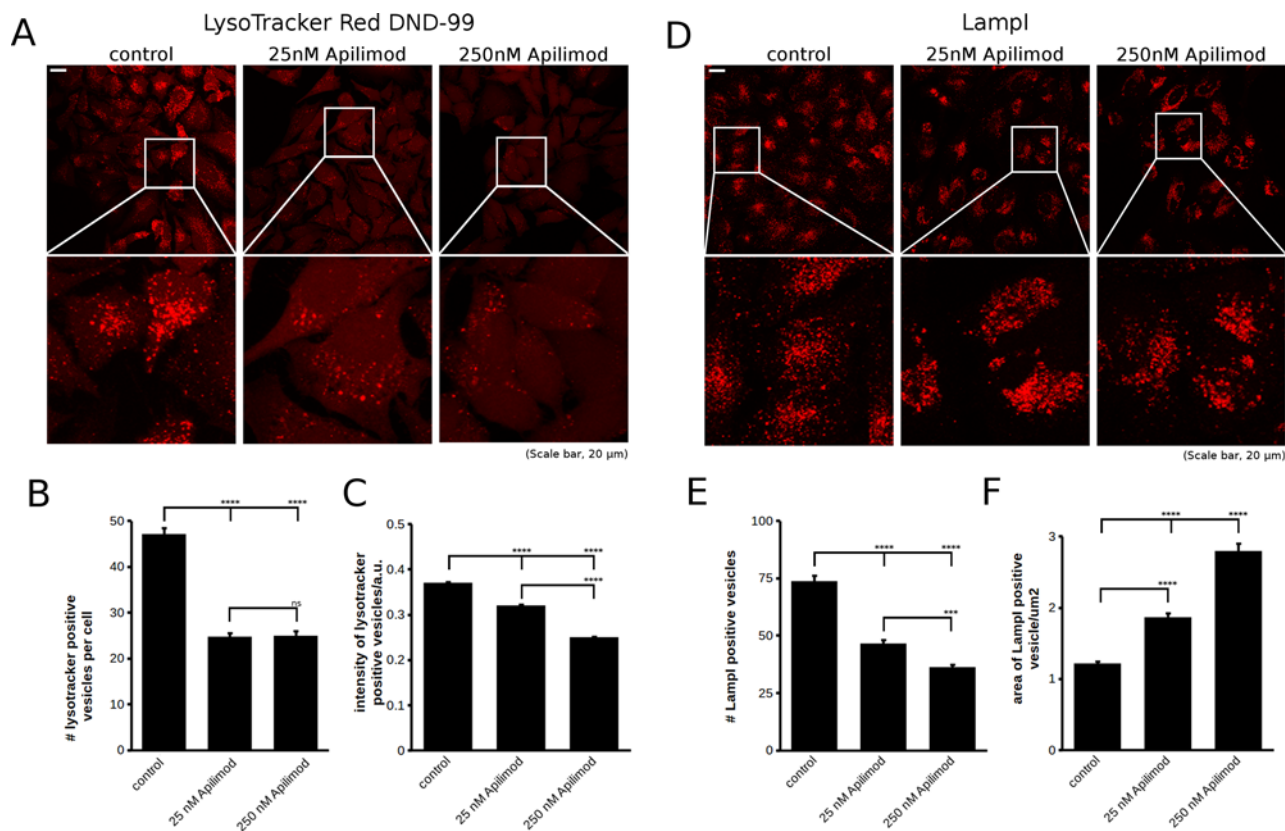 A
LysoTracker Red DND-99
control
25nM Apilimod
250nM Apilimod
(Scale bar, 20 µm)
D
LampI
control
25nM Apilimod
250nM Apilimod
(Scale bar, 20 µm)
B
# lysotracker positive
vesicles per cell
50
40
30
20
10
0
****
****
ns
control
25 nM Apilimod
250 nM Apilimod
C
intensity of lysotracker
positive vesicles/a.u.
0.5
0.4
0.3
0.2
0.1
0
****
****
****
control
25 nM Apilimod
250 nM Apilimod
E
# LampI positive vesicles
100
75
50
25
0
****
****
***
control
25 nM Apilimod
250 nM Apilimod
F
area of LampI positive
vesicle/um2
3
2
1
0
****
****
****
control
25 nM Apilimod
250 nM Apilimod